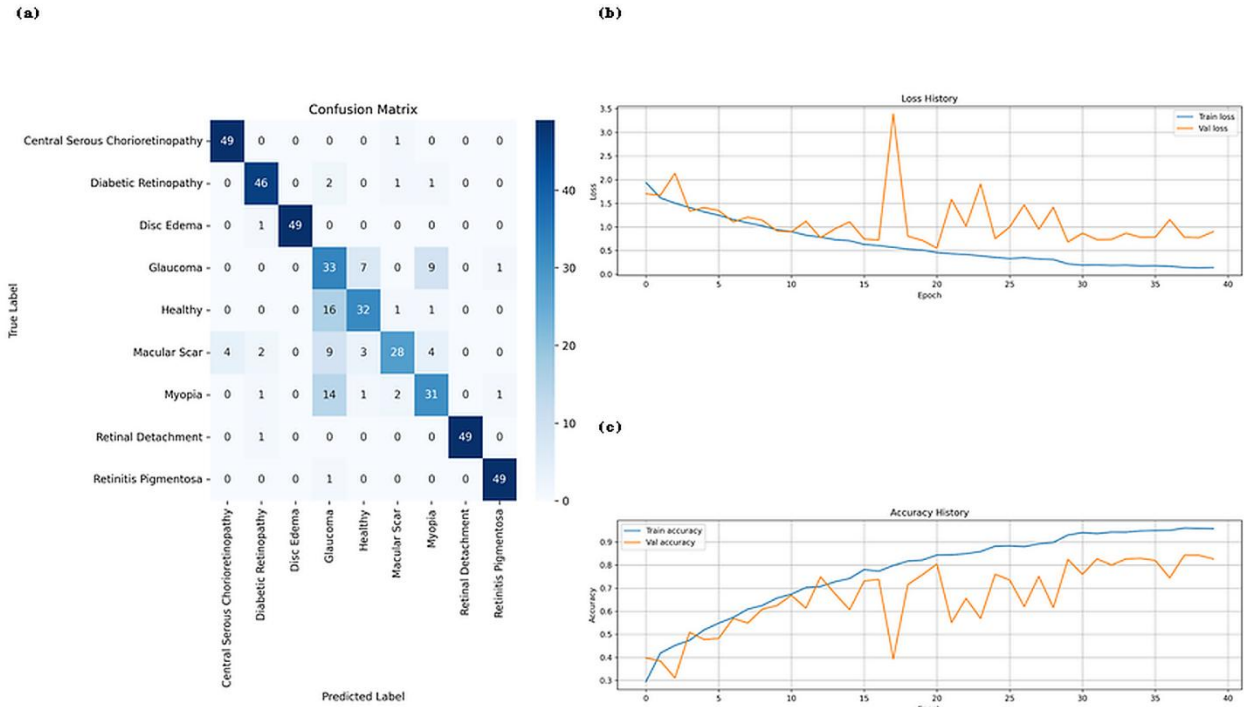 (a)
Confusion Matrix
True Label
Central Serous Chorioretinopathy 49 0 0 0 0 1 0 0 0
Diabetic Retinopathy 0 46 0 2 0 1 1 0 0
Disc Edema 0 1 49 0 0 0 0 0 0
Glaucoma 0 0 0 33 7 0 9 0 1
Healthy 0 0 0 16 32 1 1 0 0
Macular Scar 4 2 0 9 3 28 4 0 0
Myopia 0 1 0 14 1 2 31 0 1
Retinal Detachment 0 1 0 0 0 0 0 49 0
Retinitis Pigmentosa 0 0 0 1 0 0 0 0 49
Central Serous Chorioretinopathy
Diabetic Retinopathy
Disc Edema
Glaucoma
Healthy
Macular Scar
Myopia
Retinal Detachment
Retinitis Pigmentosa
Predicted Label
40
30
20
10
0
(b)
Loss History
Train loss
Val loss
3.5
3.0
2.5
2.0
1.5
1.0
0.5
0.0
Loss
0 5 10 15 20 25 30 35 40
Epoch
(c)
Accuracy History
Train accuracy
Val accuracy
0.9
0.8
0.7
0.6
0.5
0.4
0.3
Accuracy
0 5 10 15 20 25 30 35 40